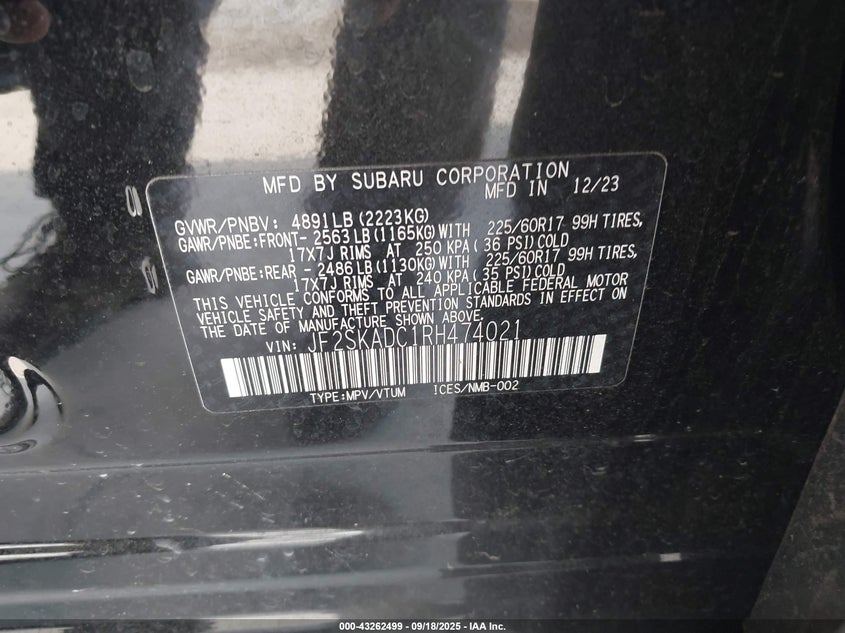 MFD BY SUBARU CORPORATION
MFD IN 12/23
GVWR/PNBV: 4891LB(2223KG)
GAWR/PNBE:FRONT- 2563LB(1165KG)WITH 225/60R17 99H TIRES,
17X7J RIMS AT 250 KPA(36 PSI)COLD
GAWR/PNBE:REAR - 2486LB(1130KG)WITH 225/60R17 99H TIRES,
17X7J RIMS AT 240 KPA(35 PSI)COLD
THIS VEHICLE CONFORMS TO ALL APPLICABLE FEDERAL MOTOR
VEHICLE SAFETY AND THEFT PREVENTION STANDARDS IN EFFECT ON
THE DATE OF MANUFACTURE SHOWN ABOVE.
VIN: JF2SKADC1RH474021
TYPE:MPV/VTUM ICES/NMB-002
000-43262499 - 09/18/2025 - IAA Inc.